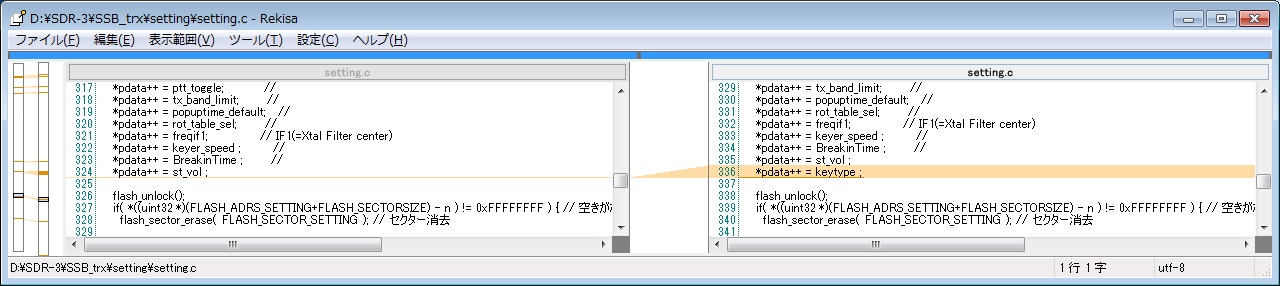 D:¥SDR-3¥SSB_trx¥setting¥setting.c - Rekisa
ファイル(F) 編集(E) 表示範囲(V) ツール(T) 設定(C) ヘルプ(H)
setting.c
317 *pdata++ = ptt_toggle; //
318 *pdata++ = tx_band_limit; //
319 *pdata++ = popuptime_default; //
320 *pdata++ = rot_table_sel; //
321 *pdata++ = freqif1; // IF1(=Xtal Filter center)
322 *pdata++ = keyer_speed ; //
323 *pdata++ = BreakinTime ; //
324 *pdata++ = st_vol ;
325
326 flash_unlock();
327 if( *((uint32 *)(FLASH_ADRS_SETTING+FLASH_SECTORSIZE) - n ) != 0xFFFFFFFF ) { // 空きが
328 flash_sector_erase( FLASH_SECTOR_SETTING ); // セクター消去
329
setting.c
329 *pdata++ = tx_band_limit; //
330 *pdata++ = popuptime_default; //
331 *pdata++ = rot_table_sel; //
332 *pdata++ = freqif1; // IF1(=Xtal Filter center)
333 *pdata++ = keyer_speed ; //
334 *pdata++ = BreakinTime ; //
335 *pdata++ = st_vol ;
336 *pdata++ = keytype ;
337
338 flash_unlock();
339 if( *((uint32 *)(FLASH_ADRS_SETTING+FLASH_SECTORSIZE) - n ) != 0xFFFFFFFF ) { // 空きが
340 flash_sector_erase( FLASH_SECTOR_SETTING ); // セクター消去
341
D:¥SDR-3¥SSB_trx¥setting¥setting.c 1 行 1 字 utf-8